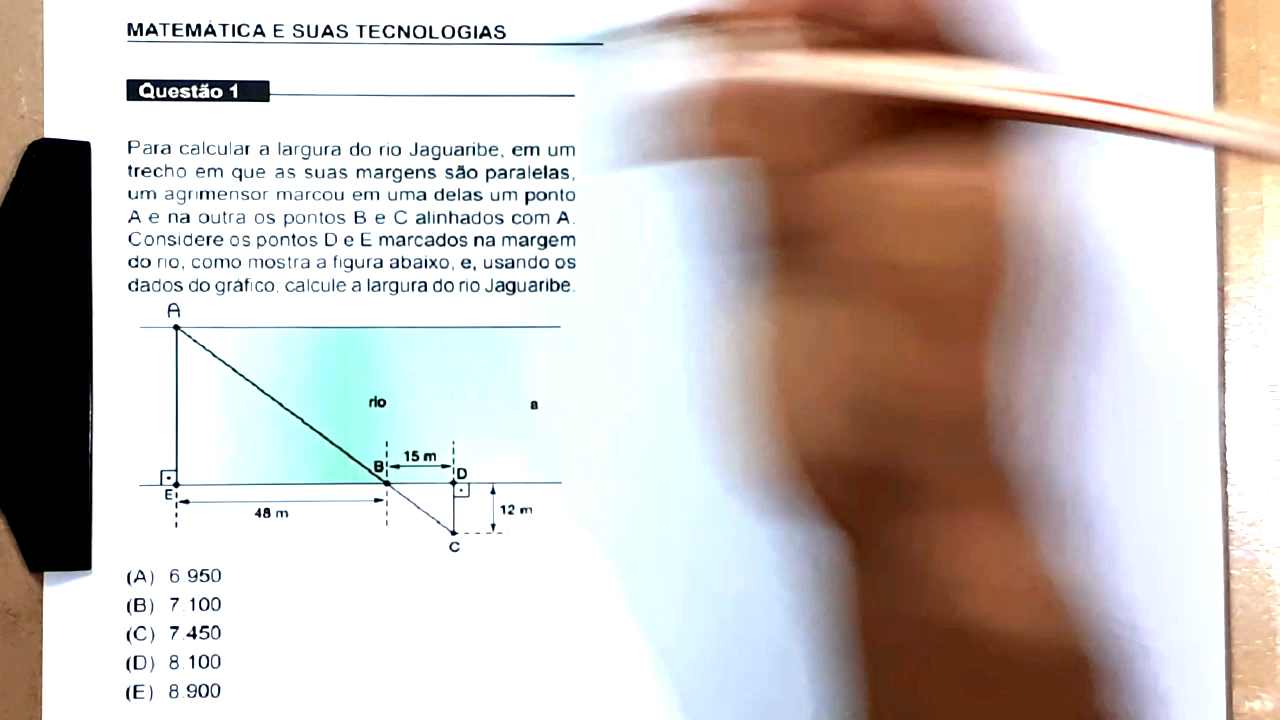 MATEMÁTICA E SUAS TECNOLOGIAS
Questão 1
Para calcular a largura do rio Jaguaribe, em um
trecho em que as suas margens são paralelas,
um agrimensor marcou em uma delas um ponto
A e na outra os pontos B e C alinhados com A.
Considere os pontos D e E marcados na margem
do rio, como mostra a figura abaixo, e, usando os
dados do gráfico, calcule a largura do rio Jaguaribe.
A
rio
a
B
15 m
D
E
48 m
12 m
C
(A) 6.950
(B) 7.100
(C) 7.450
(D) 8.100
(E) 8.900